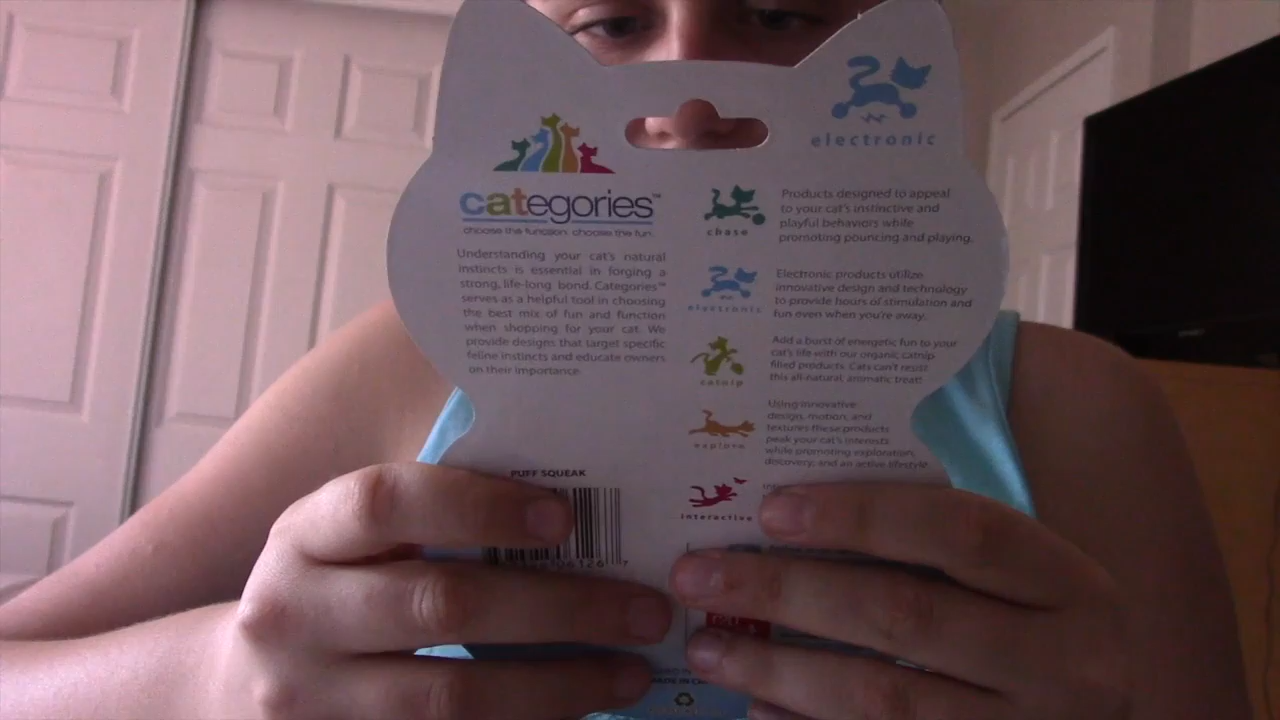 electronic
categories™
choose the function. choose the fun.
Understanding your cat's natural
instincts is essential in forging a
strong, life-long bond. Categories™
serves as a helpful tool in choosing
the best mix of fun and function
when shopping for your cat. We
provide designs that target specific
feline instincts and educate owners
on their importance.
chase
Products designed to appeal
to your cat's instinctive and
playful behaviors while
promoting pouncing and playing.
electronic
Electronic products utilize
innovative design and technology
to provide hours of stimulation and
fun even when you're away.
catnip
Add a burst of energetic fun to your
cat's life with our organic catnip
filled products. Cats can't resist
this all-natural, aromatic treat!
explore
Using innovative
design, motion, and
textures these products
peak your cat's interests
while promoting exploration,
discovery, and an active lifestyle.
interactive
PUFF SQUEAK
06126 7
MADE IN